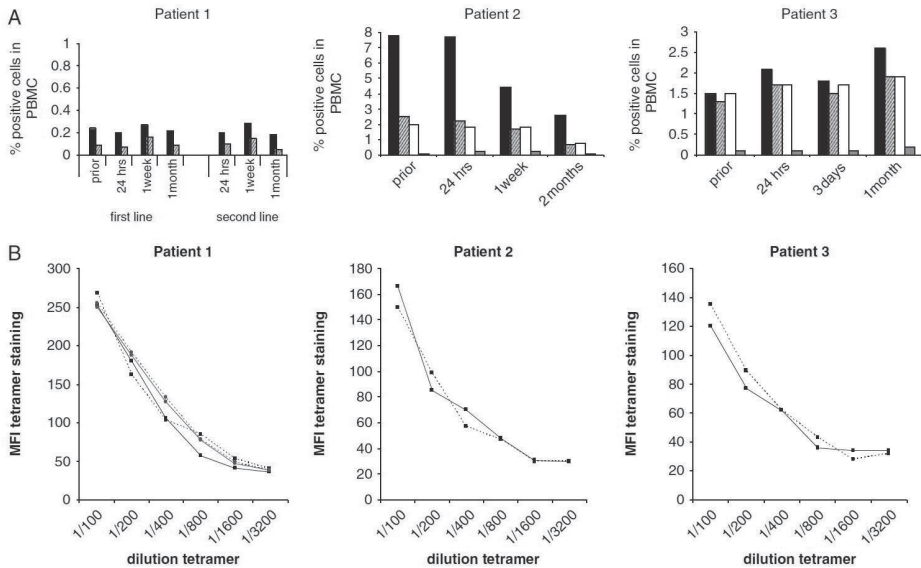 A
Patient 1
% positive cells in
PBMC
1
0.8
0.6
0.4
0.2
0
prior
24 hrs
1week
1month
24 hrs
1week
1month
first line
second line
Patient 2
% positive cells in
PBMC
8
7
6
5
4
3
2
1
0
prior
24 hrs
1week
2months
Patient 3
% positive cells in
PBMC
3
2.5
2
1.5
1
0.5
0
prior
24 hrs
3days
1month
B
Patient 1
MFI tetramer staining
300
250
200
150
100
50
0
1/100
1/200
1/400
1/800
1/1600
1/3200
dilution tetramer
Patient 2
MFI tetramer staining
180
160
140
120
100
80
60
40
20
0
1/100
1/200
1/400
1/800
1/1600
1/3200
dilution tetramer
Patient 3
MFI tetramer staining
160
140
120
100
80
60
40
20
0
1/100
1/200
1/400
1/800
1/1600
1/3200
dilution tetramer